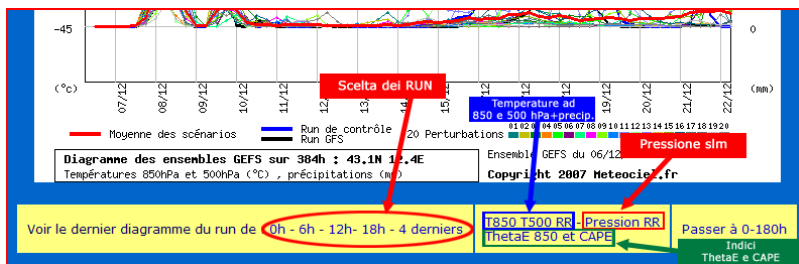 -45
0
(°c)
07/12
08/12
09/12
10/12
11/12
12/12
15/12
16/12
17/12
18/12
19/12
20/12
21/12
22/12
(mm)
Scelta dei RUN
Temperature ad
850 e 500 hPa+precip.
Moyenne des scénarios
Run de contrôle
Run GFS
20 Perturbations
01 02 03 04 05 06 07 08 09 10 11 12 13 14 15 16 17 18 19 20
Pressione slm
Diagramme des ensembles GEFS sur 384h : 43.1N 12.4E
Températures 850hPa et 500hPa (°C) , précipitations (mm)
Ensemble GEFS du 06/12
Copyright 2007 Meteociel.fr
Voir le dernier diagramme du run de 0h - 6h - 12h- 18h - 4 derniers
T850 T500 RR - Pression RR
ThetaE 850 et CAPE
Passer à 0-180h
Indici
ThetaE e CAPE